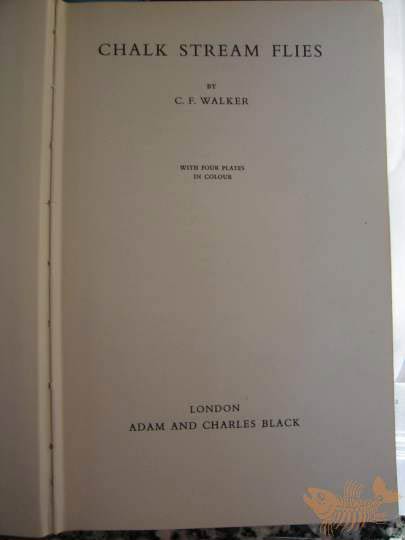 CHALK STREAM FLIES
BY
C. F. WALKER
WITH FOUR PLATES
IN COLOUR
LONDON
ADAM AND CHARLES BLACK